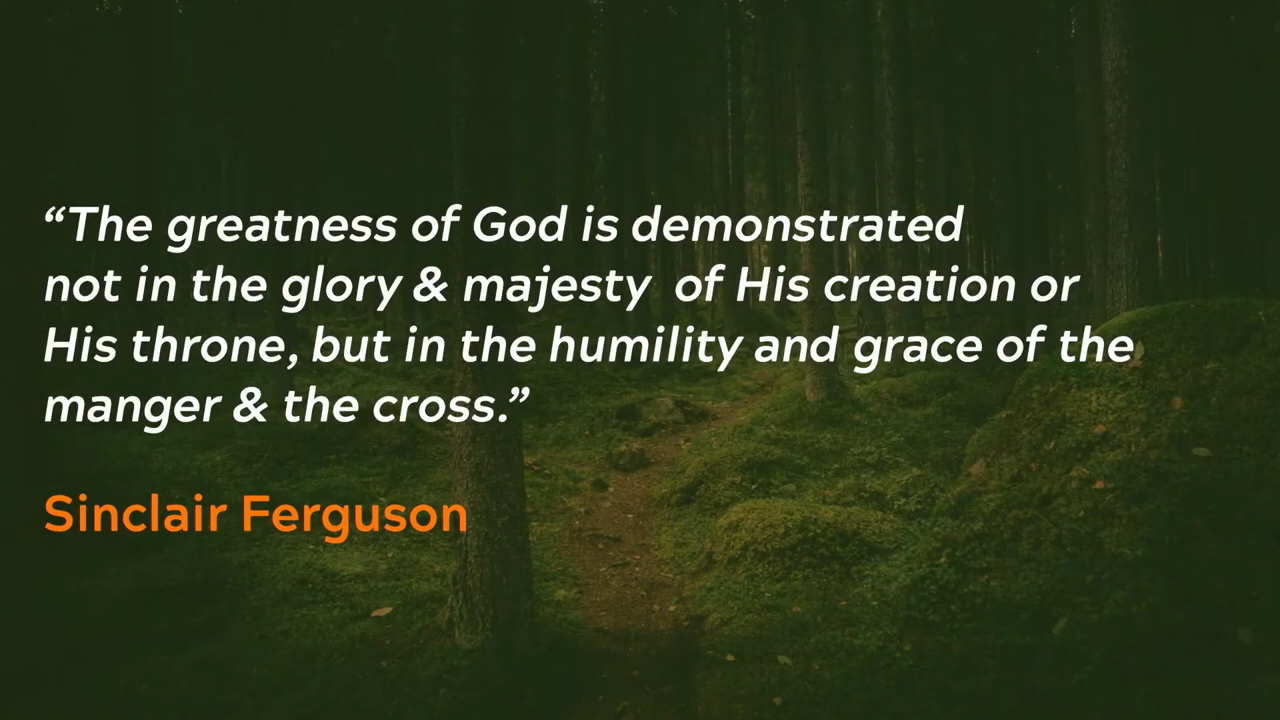 “The greatness of God is demonstrated
not in the glory & majesty  of His creation or
His throne, but in the humility and grace of the
manger & the cross.”
Sinclair Ferguson